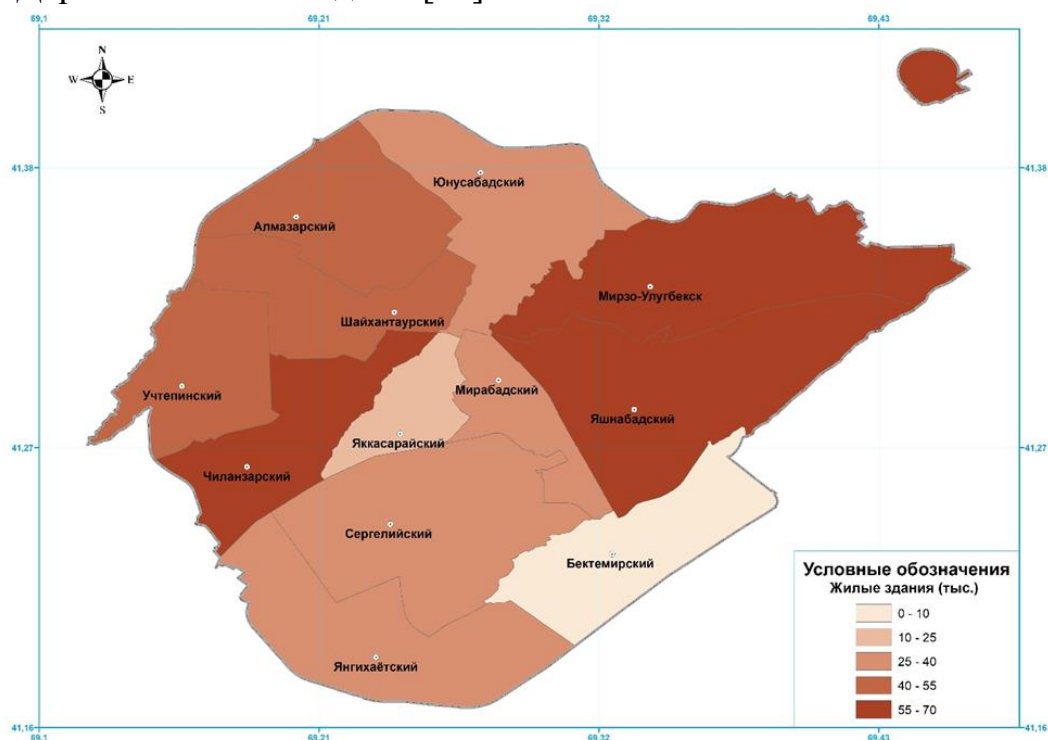 69,1 69,21 69,32 69,43
N
W E
S
41,38 41,38
Юнусабадский
Алмазарский
Мирзо-Улугбекск
Шайхантаурский
Учтепинский
Мирабадский
Яшнабадский
Яккасарайский
41,27 41,27
Чиланзарский
Сергелийский
Бектемирский
Янгихаётский
Условные обозначения
Жилые здания (тыс.)
0 - 10
10 - 25
25 - 40
40 - 55
55 - 70
41,16 41,16
69,1 69,21 69,32 69,43